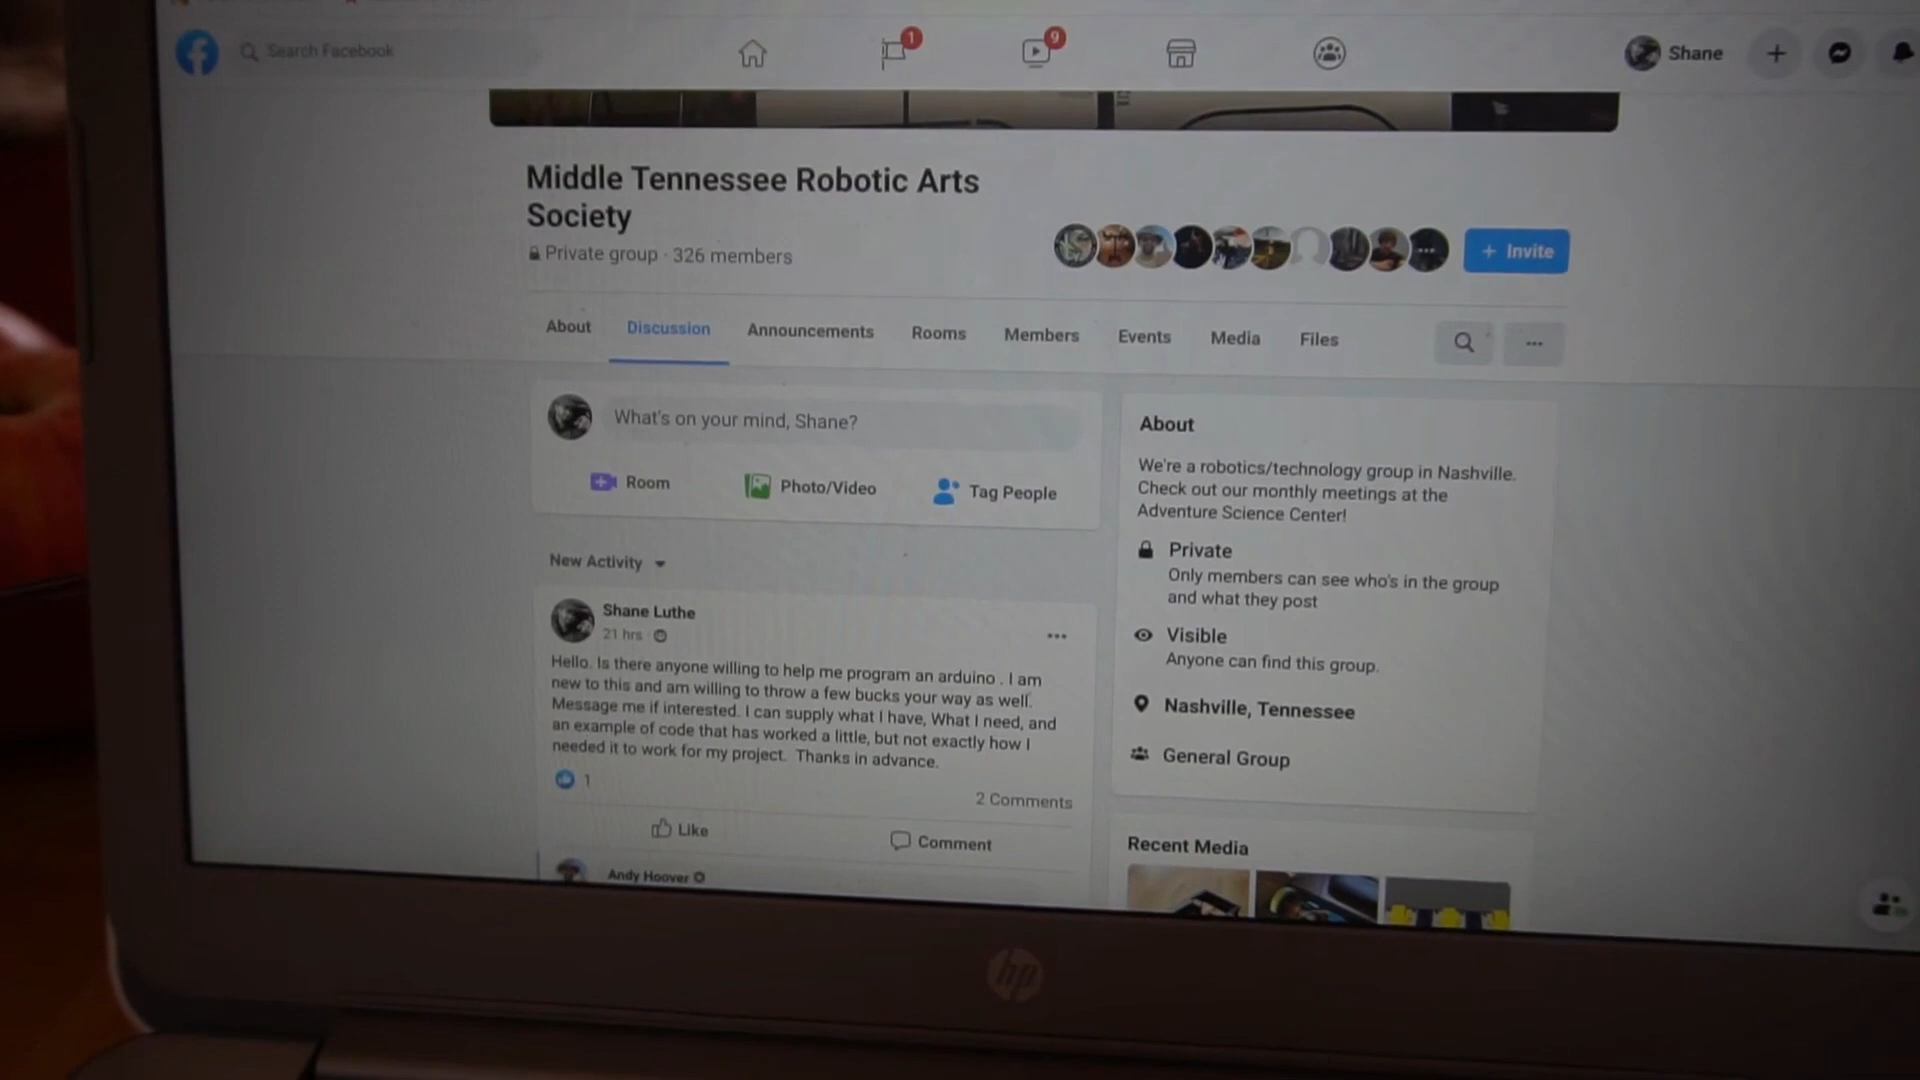 Search Facebook
1
9
Shane
Middle Tennessee Robotic Arts
Society
Private group · 326 members
+ Invite
About
Discussion
Announcements
Rooms
Members
Events
Media
Files
What's on your mind, Shane?
Room
Photo/Video
Tag People
New Activity
Shane Luthe
21 hrs ·
Hello. Is there anyone willing to help me program an arduino . I am
new to this and am willing to throw a few bucks your way as well.
Message me if interested. I can supply what I have, What I need, and
an example of code that has worked a little, but not exactly how I
needed it to work for my project. Thanks in advance.
1
2 Comments
Like
Comment
Andy Hoover
About
We're a robotics/technology group in Nashville.
Check out our monthly meetings at the
Adventure Science Center!
Private
Only members can see who's in the group
and what they post
Visible
Anyone can find this group.
Nashville, Tennessee
General Group
Recent Media
hp